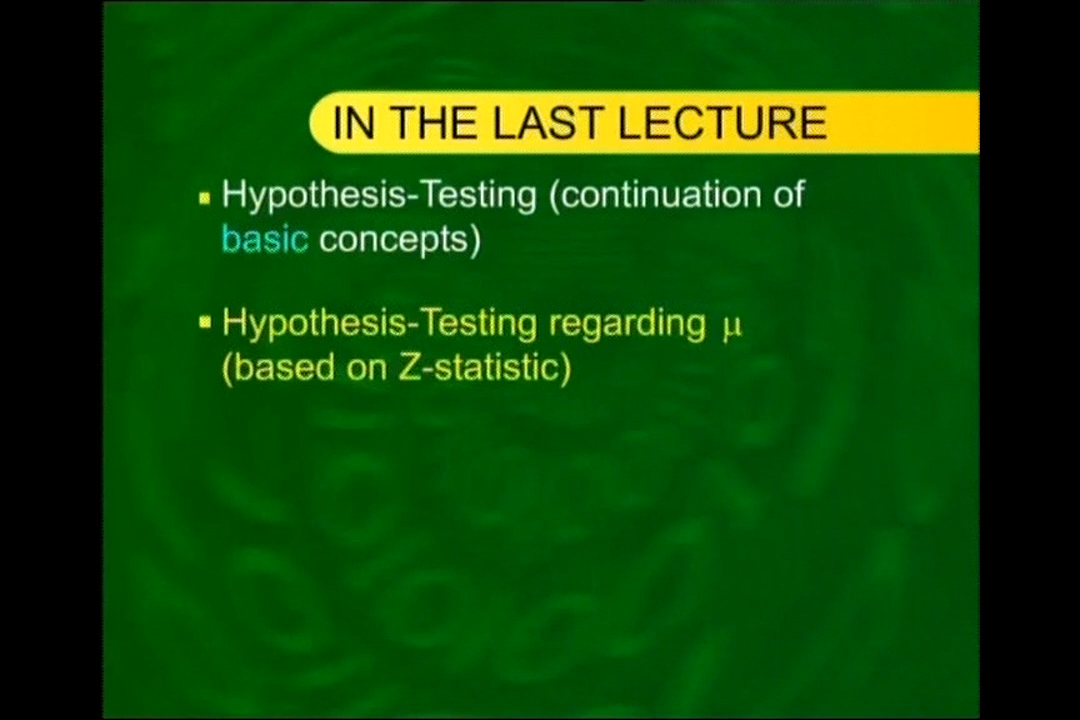 IN THE LAST LECTURE
▪ Hypothesis-Testing (continuation of
basic concepts)
▪ Hypothesis-Testing regarding μ
(based on Z-statistic)